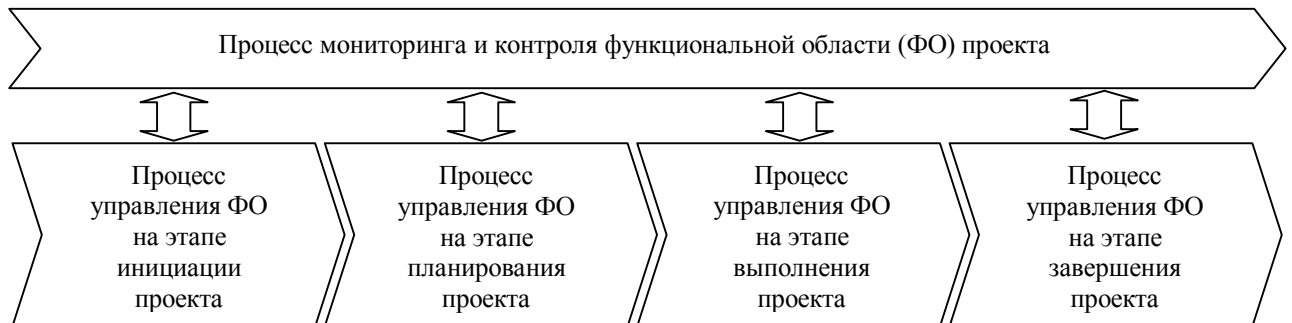 Процесс мониторинга и контроля функциональной области (ФО) проекта
Процесс
управления ФО
на этапе
инициации
проекта
Процесс
управления ФО
на этапе
планирования
проекта
Процесс
управления ФО
на этапе
выполнения
проекта
Процесс
управления ФО
на этапе
завершения
проекта